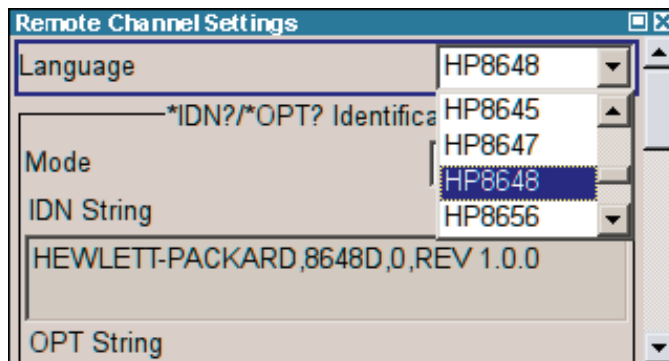 Remote Channel Settings
Language HP8648
*IDN?/*OPT? Identifica
HP8645
HP8647
HP8648
HP8656
Mode
IDN String
HEWLETT-PACKARD,8648D,0,REV 1.0.0
OPT String